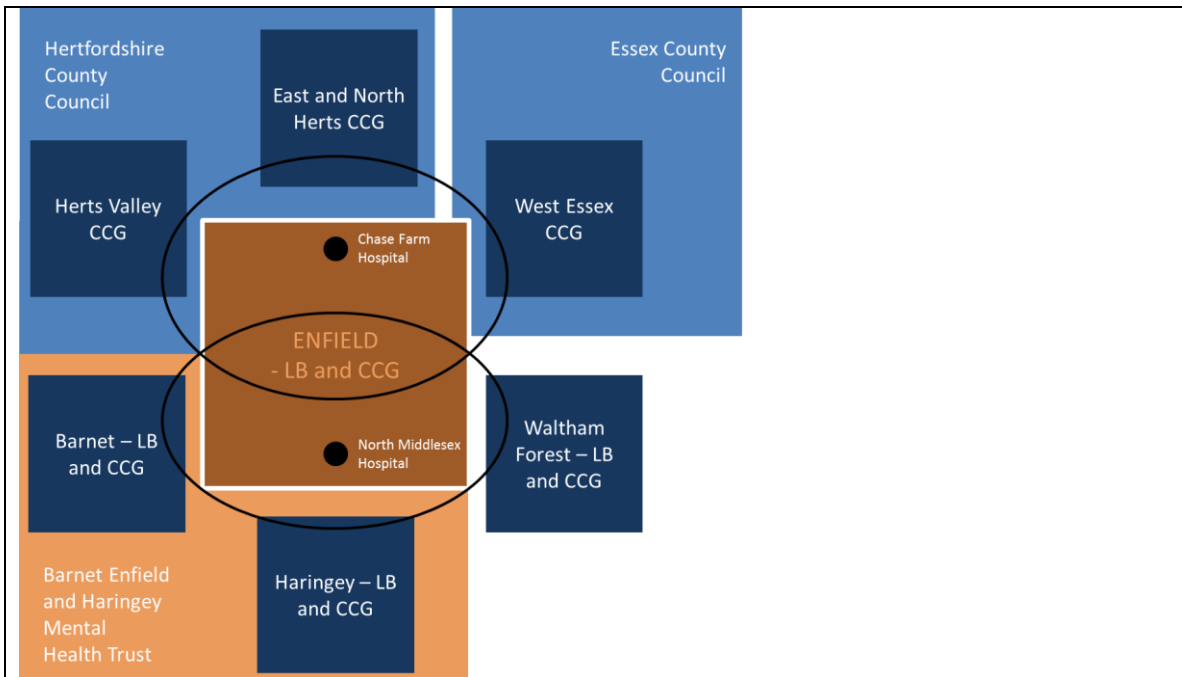 Hertfordshire
County
Council
Essex County
Council
East and North
Herts CCG
Herts Valley
CCG
West Essex
CCG
Chase Farm
Hospital
ENFIELD
- LB and CCG
Barnet – LB
and CCG
North Middlesex
Hospital
Waltham
Forest – LB
and CCG
Barnet Enfield
and Haringey
Mental
Health Trust
Haringey – LB
and CCG